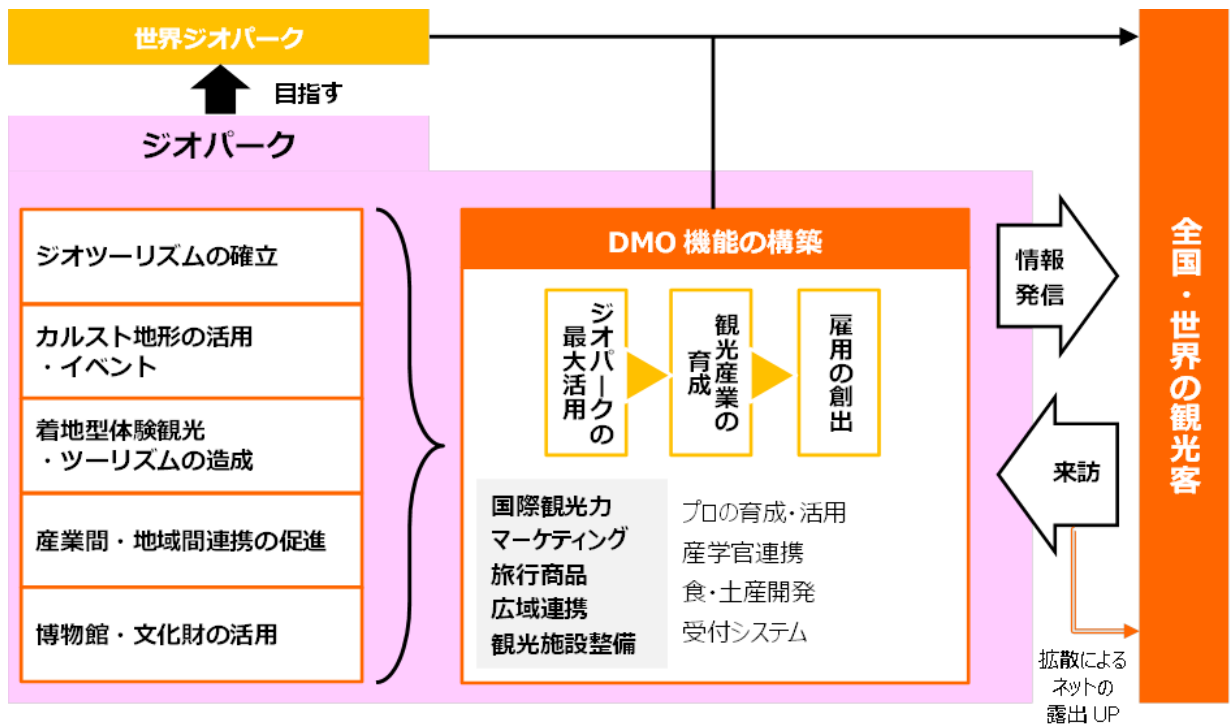 世界ジオパーク
目指す
ジオパーク
ジオツーリズムの確立
カルスト地形の活用
・イベント
着地型体験観光
・ツーリズムの造成
産業間・地域間連携の促進
博物館・文化財の活用
DMO 機能の構築
ジオパークの
最大活用
観光産業の
育成
雇用の創出
国際観光力
マーケティング
旅行商品
広域連携
観光施設整備
プロの育成・活用
産学官連携
食・土産開発
受付システム
情報
発信
来訪
拡散による
ネットの
露出 UP
全国・世界の観光客